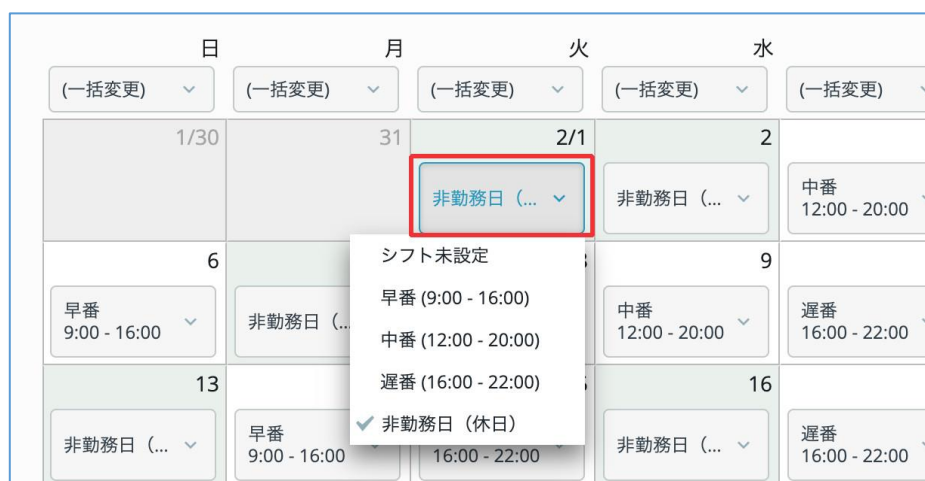 日 月 火 水
(一括変更) (一括変更) (一括変更) (一括変更) (一括変更)
1/30 31 2/1 2
非勤務日（... 非勤務日（... 中番
12:00 - 20:00
シフト未設定
早番 (9:00 - 16:00)
中番 (12:00 - 20:00)
遅番 (16:00 - 22:00)
非勤務日（休日）
6 9
早番
9:00 - 16:00
非勤務日（...
中番
12:00 - 20:00
遅番
16:00 - 22:00
13 16
非勤務日（...
早番
9:00 - 16:00
16:00 - 22:00
非勤務日（...
遅番
16:00 - 22:00